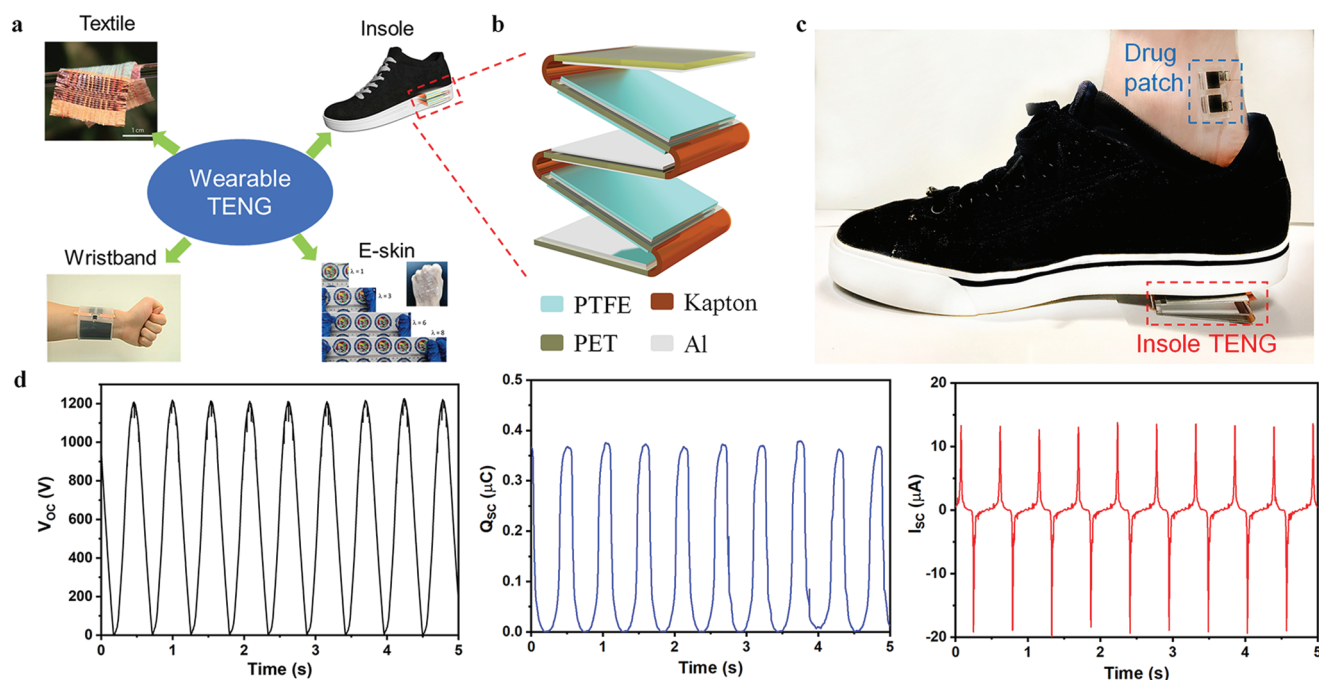 a
Textile
1 cm
Insole
Wearable
TENG
Wristband
E-skin
λ = 1
λ = 3
λ = 6
λ = 8
b
PTFE
Kapton
PET
Al
c
Drug
patch
Insole TENG
d
V_OC (V)
1200
1000
800
600
400
200
0
0 1 2 3 4 5
Time (s)
Q_SC (μC)
0.5
0.4
0.3
0.2
0.1
0.0
0 1 2 3 4 5
Time (s)
I_SC (μA)
20
10
0
-10
-20
0 1 2 3 4 5
Time (s)